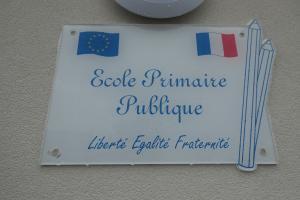 Ecole Primaire
Publique
Liberté Egalité Fraternité